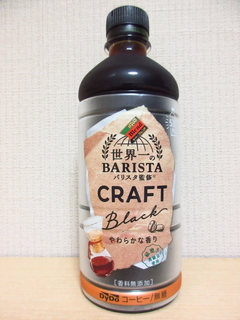 世界一の
BARISTA
バリスタ監修
CRAFT
Black
やわらかな香り
[香料無添加]
DyDo コーヒー/無糖